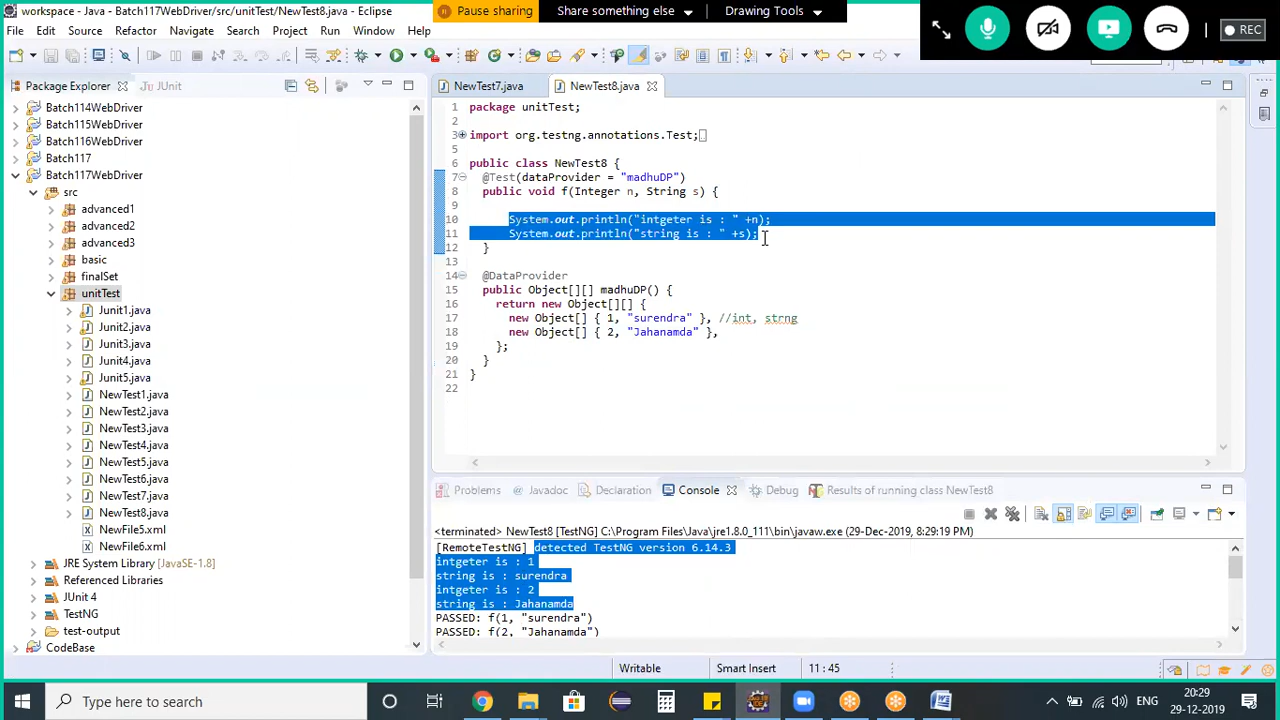 workspace - Java - Batch117WebDriver/src/unitTest/NewTest8.java - Eclipse
Pause sharing
Share something else
Drawing Tools
REC
File Edit Source Refactor Navigate Search Project Run Window Help
Package Explorer
JUnit
NewTest7.java
NewTest8.java
Batch114WebDriver
Batch115WebDriver
Batch116WebDriver
Batch117
Batch117WebDriver
src
advanced1
advanced2
advanced3
basic
finalSet
unitTest
Junit1.java
Junit2.java
Junit3.java
Junit4.java
Junit5.java
NewTest1.java
NewTest2.java
NewTest3.java
NewTest4.java
NewTest5.java
NewTest6.java
NewTest7.java
NewTest8.java
NewFile5.xml
NewFile6.xml
JRE System Library [JavaSE-1.8]
Referenced Libraries
JUnit 4
TestNG
test-output
CodeBase
1 package unitTest;
2
3 import org.testng.annotations.Test;
5
6 public class NewTest8 {
7 @Test(dataProvider = "madhuDP")
8 public void f(Integer n, String s) {
9
10 System.out.println("intgeter is : " +n);
11 System.out.println("string is : " +s);
12 }
13
14 @DataProvider
15 public Object[][] madhuDP() {
16 return new Object[][] {
17 new Object[] { 1, "surendra" }, //int, strng
18 new Object[] { 2, "Jahanamda" },
19 };
20 }
21 }
22
Problems
Javadoc
Declaration
Console
Debug
Results of running class NewTest8
<terminated> NewTest8 [TestNG] C:\Program Files\Java\jre1.8.0_111\bin\javaw.exe (29-Dec-2019, 8:29:19 PM)
[RemoteTestNG] detected TestNG version 6.14.3
intgeter is : 1
string is : surendra
intgeter is : 2
string is : Jahanamda
PASSED: f(1, "surendra")
PASSED: f(2, "Jahanamda")
Writable
Smart Insert
11 : 45
Type here to search
ENG
20:29
29-12-2019